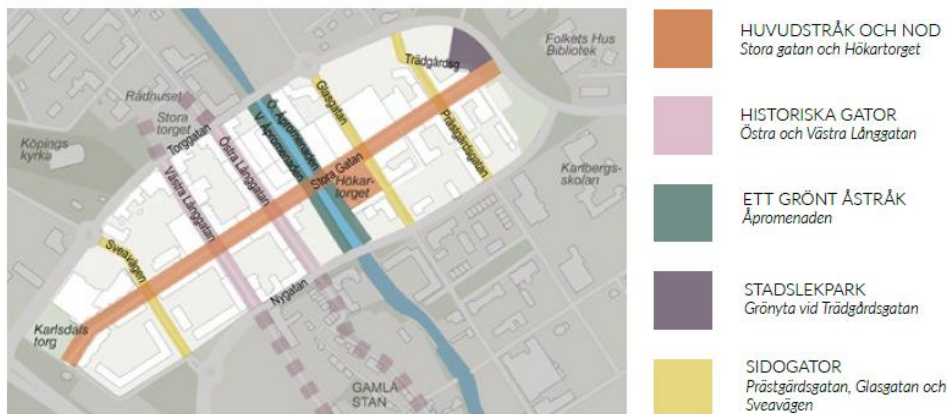 Folkets Hus
Bibliotek
Trädgårdsg
Glasgatan
Prästgårdsgatan
Rådhuset
Stora
torget
Torggatan
Köpings
kyrka
Östra Långgatan
Västra Långgatan
Ö. Åpromenaden
V. Åpromenaden
Stora Gatan
Hökar-
torget
Karlbergs-
skolan
Sveavägen
Nygatan
Karlsdals
torg
GAMLA
STAN
HUVUDSTRÅK OCH NOD
Stora gatan och Hökartorget
HISTORISKA GATOR
Östra och Västra Långgatan
ETT GRÖNT ÅSTRÅK
Åpromenaden
STADSLEKPARK
Grönyta vid Trädgårdsgatan
SIDOGATOR
Prästgärdsgatan, Glasgatan och
Sveavägen